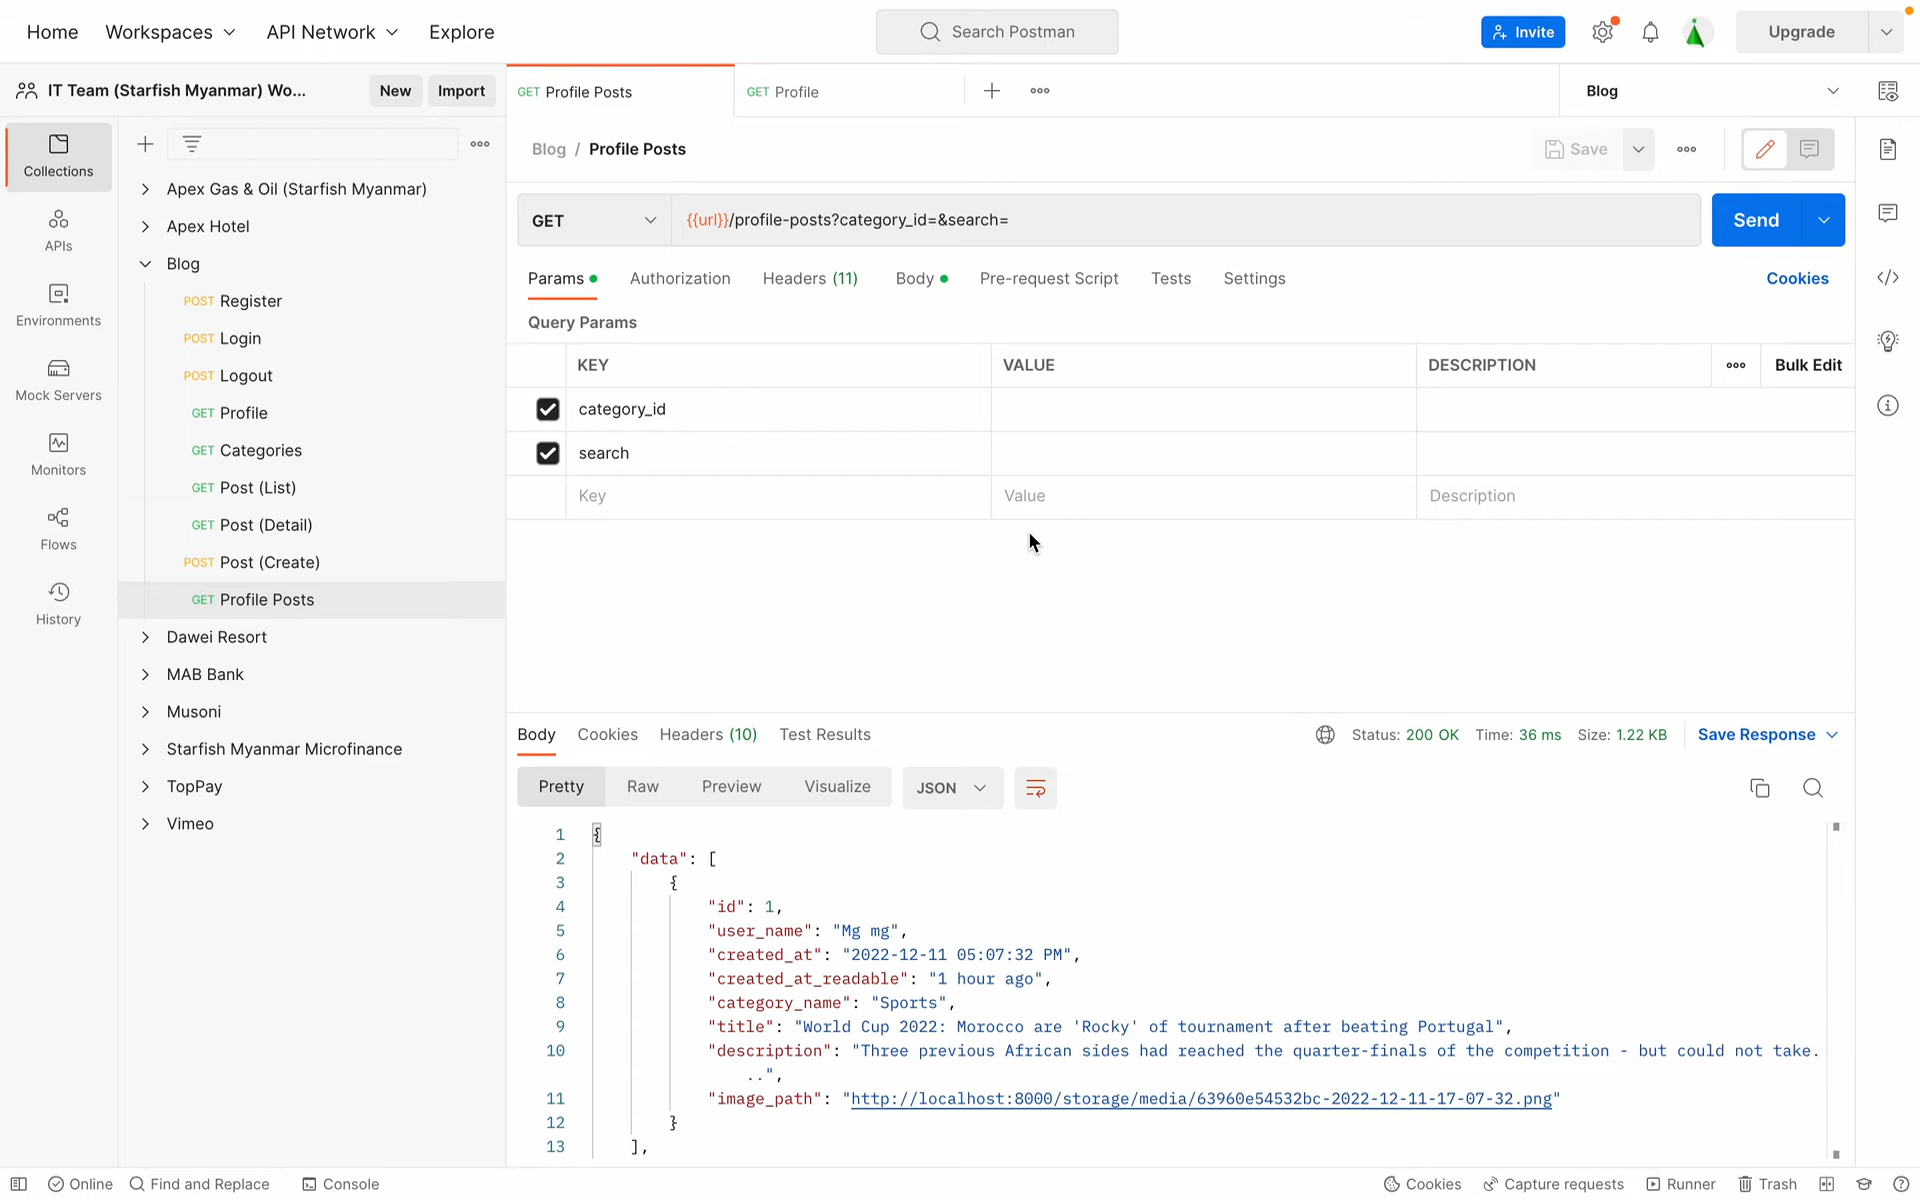 Home Workspaces API Network Explore Search Postman Invite Upgrade
IT Team (Starfish Myanmar) Wo... New Import GET Profile Posts GET Profile Blog
Blog / Profile Posts Save
Collections
APIs
Environments
Mock Servers
Monitors
Flows
History
Apex Gas & Oil (Starfish Myanmar)
Apex Hotel
Blog
POST Register
POST Login
POST Logout
GET Profile
GET Categories
GET Post (List)
GET Post (Detail)
POST Post (Create)
GET Profile Posts
Dawei Resort
MAB Bank
Musoni
Starfish Myanmar Microfinance
TopPay
Vimeo
GET {{url}}/profile-posts?category_id=&search= Send
Params Authorization Headers (11) Body Pre-request Script Tests Settings Cookies
Query Params
KEY VALUE DESCRIPTION Bulk Edit
category_id
search
Key Value Description
Body Cookies Headers (10) Test Results Status: 200 OK Time: 36 ms Size: 1.22 KB Save Response
Pretty Raw Preview Visualize JSON
1 {
2 "data": [
3 {
4 "id": 1,
5 "user_name": "Mg mg",
6 "created_at": "2022-12-11 05:07:32 PM",
7 "created_at_readable": "1 hour ago",
8 "category_name": "Sports",
9 "title": "World Cup 2022: Morocco are 'Rocky' of tournament after beating Portugal",
10 "description": "Three previous African sides had reached the quarter-finals of the competition - but could not take.
..",
11 "image_path": "http://localhost:8000/storage/media/63960e54532bc-2022-12-11-17-07-32.png"
12 }
13 ],
Online Find and Replace Console Cookies Capture requests Runner Trash